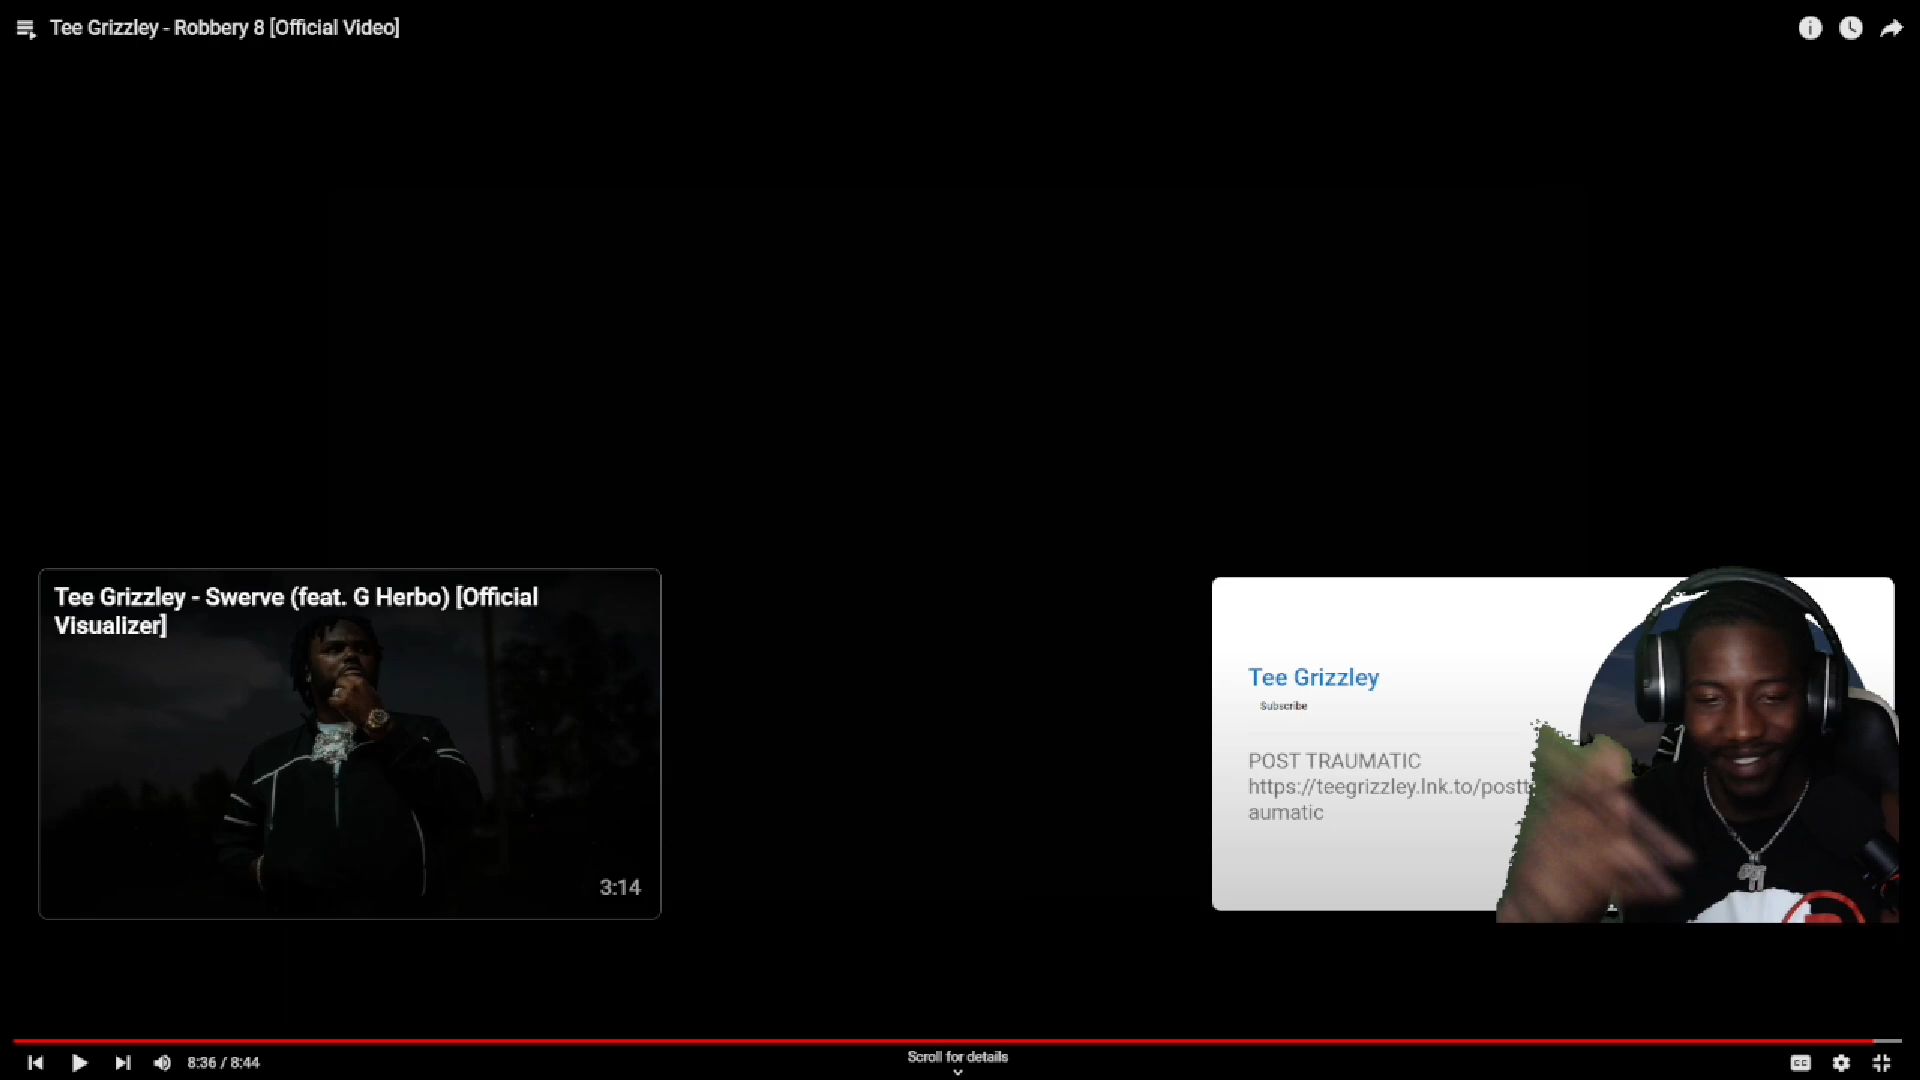 Tee Grizzley - Robbery 8 [Official Video]
Tee Grizzley - Swerve (feat. G Herbo) [Official
Visualizer]
3:14
Tee Grizzley
Subscribe
POST TRAUMATIC
https://teegrizzley.lnk.to/postt
aumatic
8:36 / 8:44
Scroll for details
CC